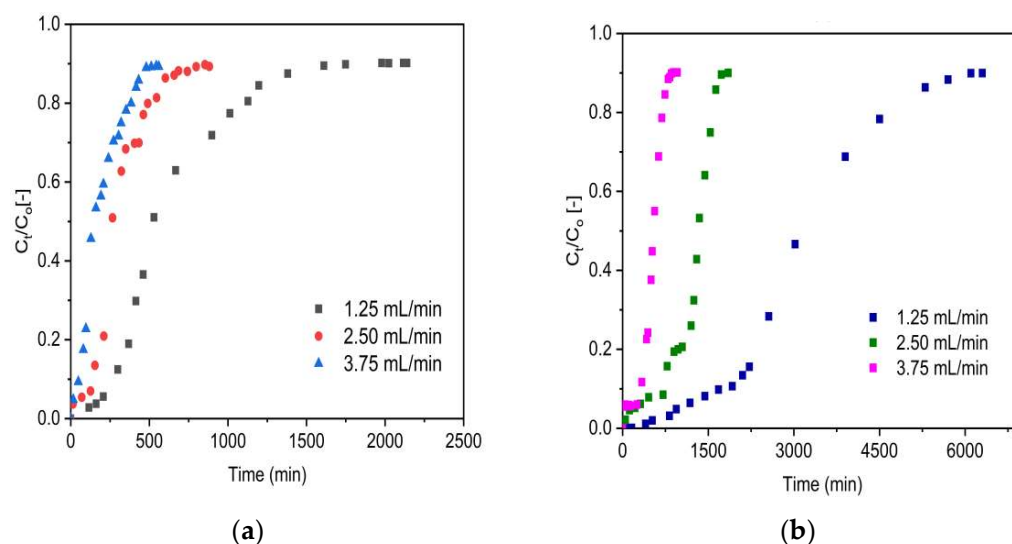 1.0
0.8
0.6
0.4
0.2
0.0
Ct/Co[-]
0 500 1000 1500 2000 2500
Time (min)
1.25 mL/min
2.50 mL/min
3.75 mL/min
(a)
1.0
0.8
0.6
0.4
0.2
0.0
Ct/Co [-]
0 1500 3000 4500 6000
Time (min)
1.25 mL/min
2.50 mL/min
3.75 mL/min
(b)